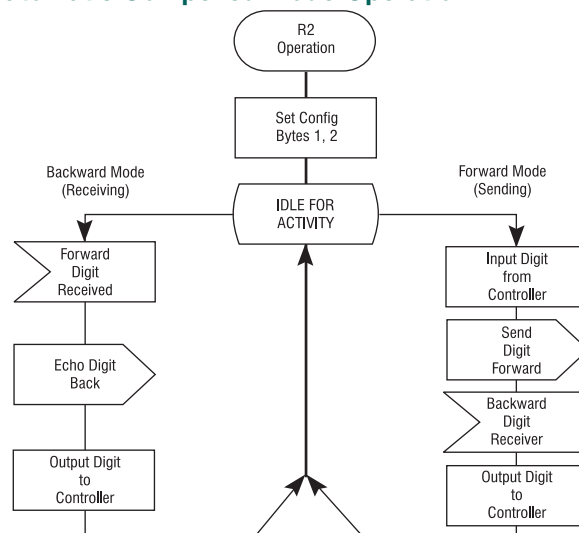 R2
Operation
Set Config
Bytes 1, 2
Backward Mode
(Receiving)
Forward Mode
(Sending)
IDLE FOR
ACTIVITY
Forward
Digit
Received
Input Digit
from
Controller
Echo Digit
Back
Send
Digit
Forward
Backward
Digit
Receiver
Output Digit
to
Controller
Output Digit
to
Controller